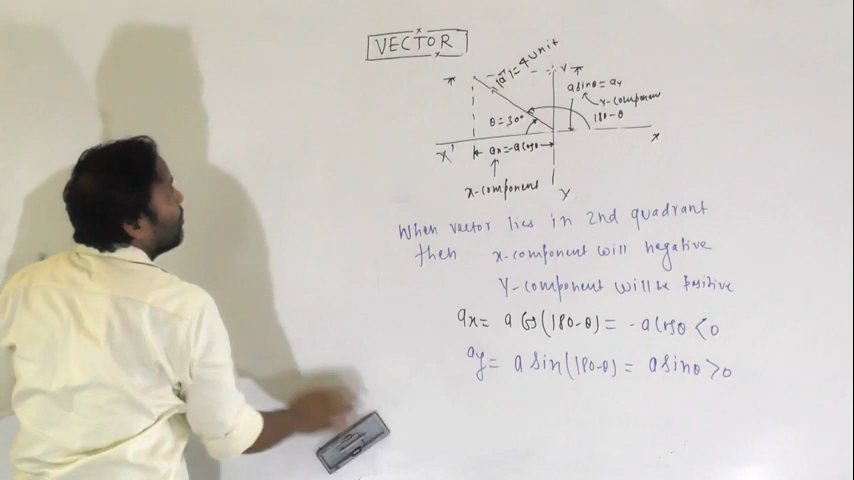 VECTOR
|a⃗| = 4 unit
Y
a sinθ = ay
Y-component
θ = 30°
180-θ
X'
ax = -a cosθ
X
x-component
Y
When vector lies in 2nd quadrant
then x-component will negative
Y-component will be positive
ax = a Cos(180-θ) = -a Cosθ < 0
ay = a sin(180-θ) = a sinθ > 0